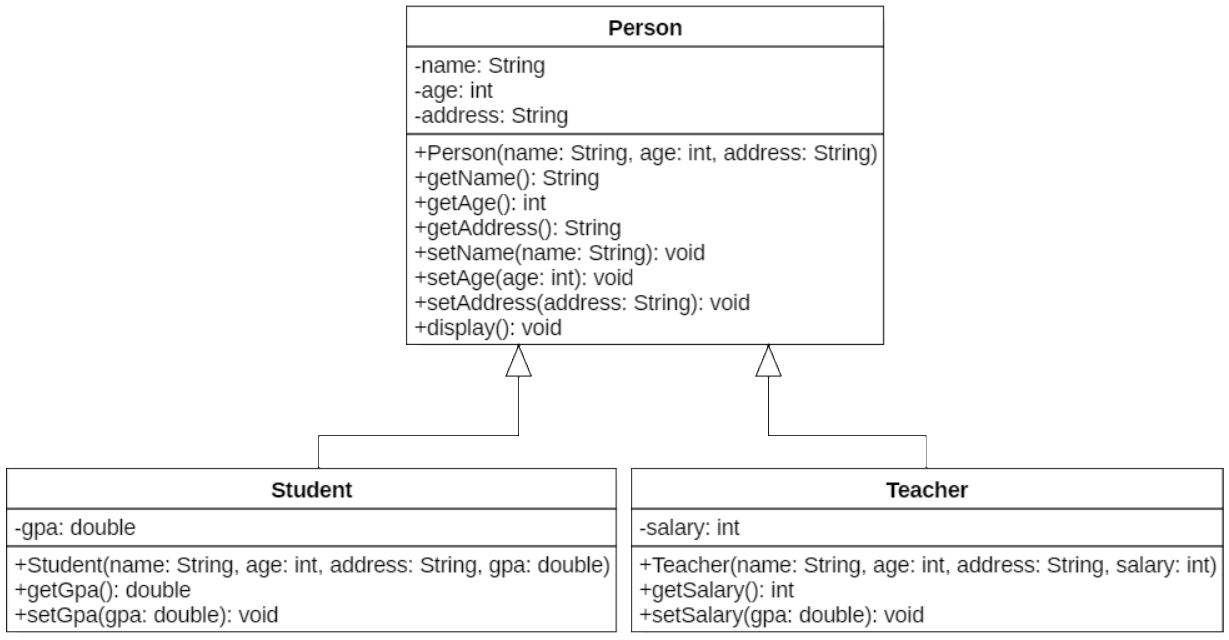 Person
-name: String
-age: int
-address: String
+Person(name: String, age: int, address: String)
+getName(): String
+getAge(): int
+getAddress(): String
+setName(name: String): void
+setAge(age: int): void
+setAddress(address: String): void
+display(): void
Student
-gpa: double
+Student(name: String, age: int, address: String, gpa: double)
+getGpa(): double
+setGpa(gpa: double): void
Teacher
-salary: int
+Teacher(name: String, age: int, address: String, salary: int)
+getSalary(): int
+setSalary(gpa: double): void